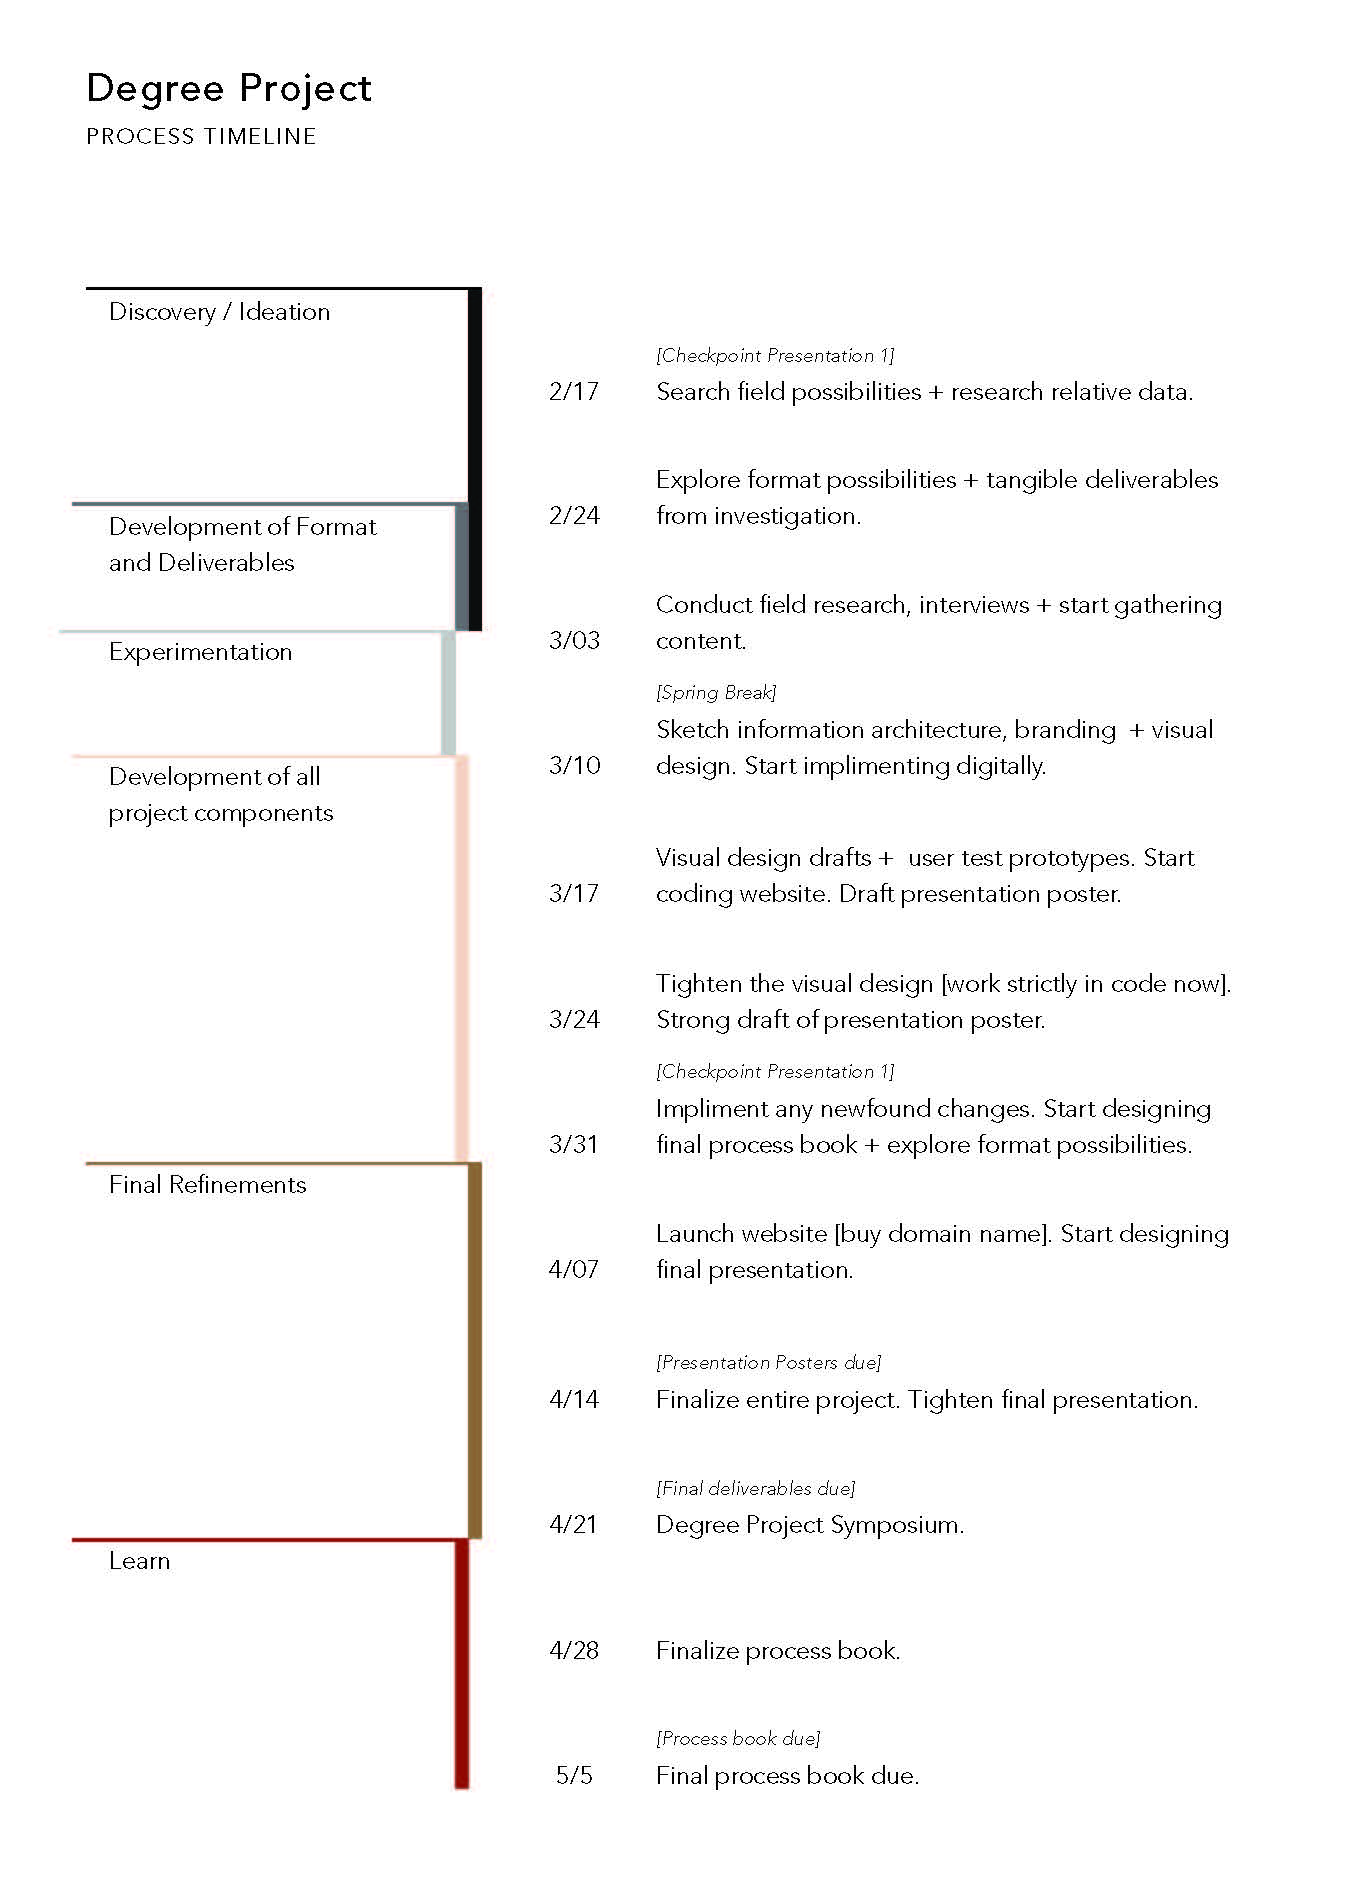 Degree Project
PROCESS TIMELINE
Discovery / Ideation
[Checkpoint Presentation 1]
2/17 Search field possibilities + research relative data.
Explore format possibilities + tangible deliverables
2/24 from investigation.
Development of Format
and Deliverables
Conduct field research, interviews + start gathering
3/03 content.
Experimentation
[Spring Break]
Sketch information architecture, branding + visual
3/10 design. Start implimenting digitally.
Development of all
project components
Visual design drafts + user test prototypes. Start
3/17 coding website. Draft presentation poster.
Tighten the visual design [work strictly in code now].
3/24 Strong draft of presentation poster.
[Checkpoint Presentation 1]
Impliment any newfound changes. Start designing
3/31 final process book + explore format possibilities.
Final Refinements
Launch website [buy domain name]. Start designing
4/07 final presentation.
[Presentation Posters due]
4/14 Finalize entire project. Tighten final presentation.
[Final deliverables due]
4/21 Degree Project Symposium.
Learn
4/28 Finalize process book.
[Process book due]
5/5 Final process book due.